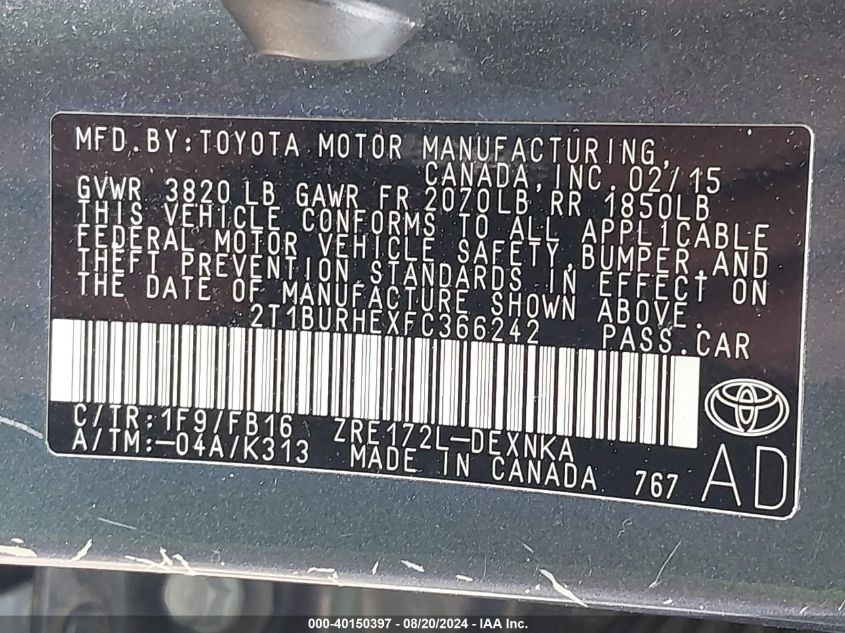 MFD.BY:TOYOTA MOTOR MANUFACTURING,
CANADA,INC. 02/15
GVWR 3820 LB GAWR FR 2070LB RR 1850LB
THIS VEHICLE CONFORMS TO ALL APPL1CABLE
FEDERAL MOTOR VEHICLE SAFETY,BUMPER,AND
THEFT PREVENTION STANDARDS IN EFFECT ON
THE DATE OF MANUFACTURE SHOWN ABOVE.
2T1BURHEXFC366242 PASS.CAR
C/TR:1F9/FB16 ZRE172L-DEXNKA
A/TM:-04A/K313 MADE IN CANADA 767 AD
000-40150397 - 08/20/2024 - IAA Inc.